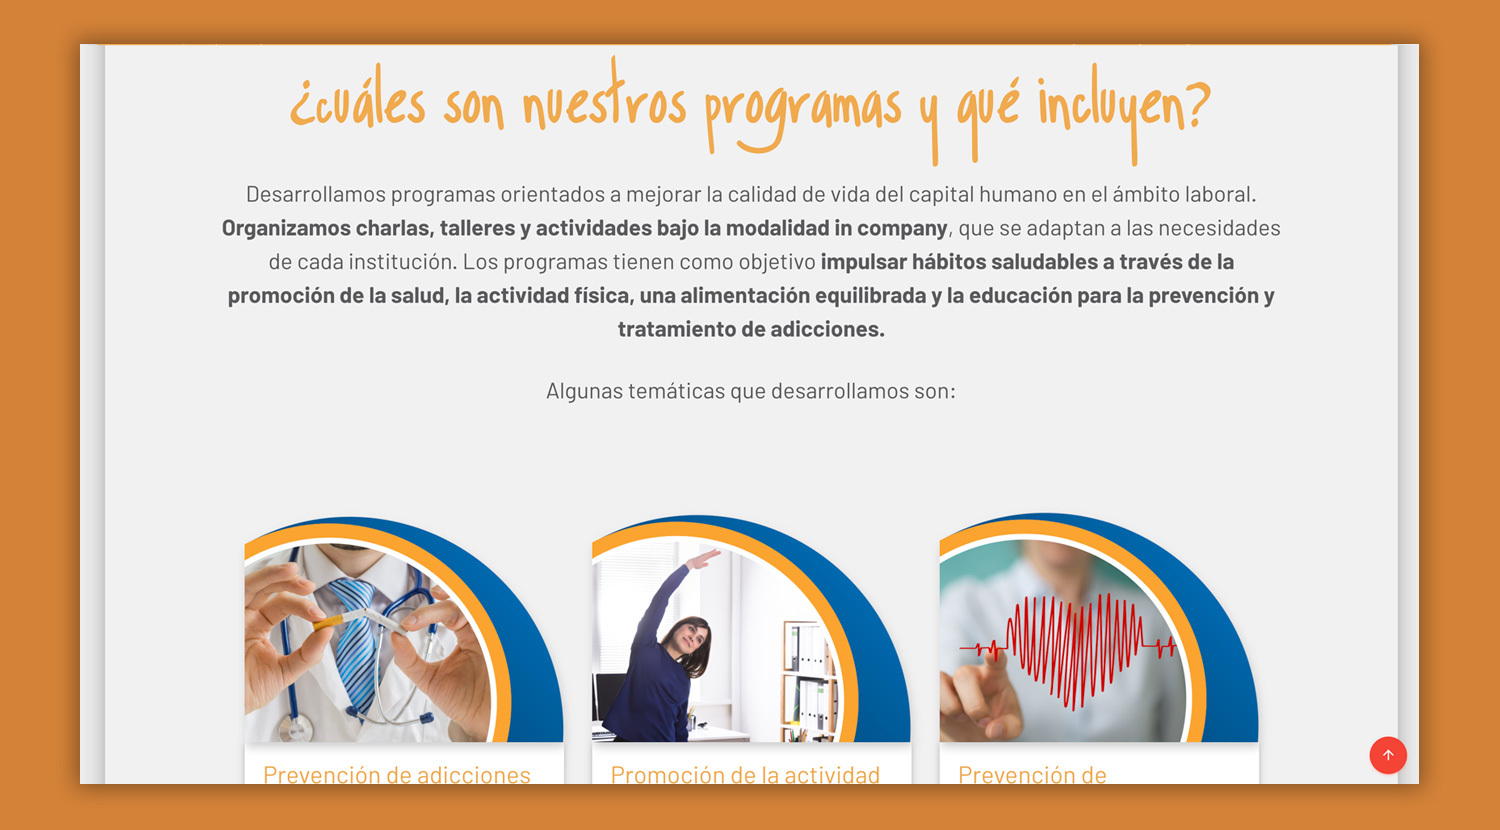 ¿cuáles son nuestros programas y qué incluyen?
Desarrollamos programas orientados a mejorar la calidad de vida del capital humano en el ámbito laboral.
Organizamos charlas, talleres y actividades bajo la modalidad in company, que se adaptan a las necesidades
de cada institución. Los programas tienen como objetivo impulsar hábitos saludables a través de la
promoción de la salud, la actividad física, una alimentación equilibrada y la educación para la prevención y
tratamiento de adicciones.
Algunas temáticas que desarrollamos son:
Prevención de adicciones
Promoción de la actividad
Prevención de